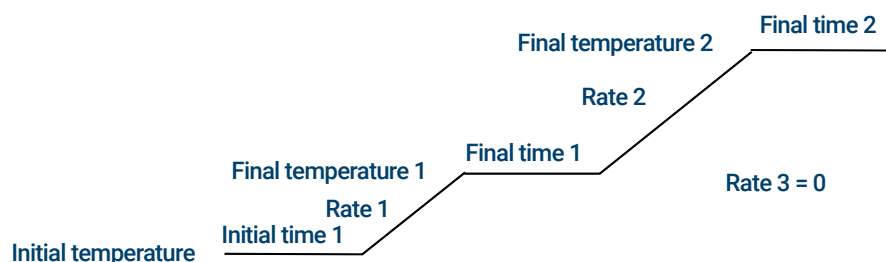 Final time 2
Final temperature 2
Rate 2
Final time 1
Final temperature 1
Rate 3 = 0
Rate 1
Initial time 1
Initial temperature